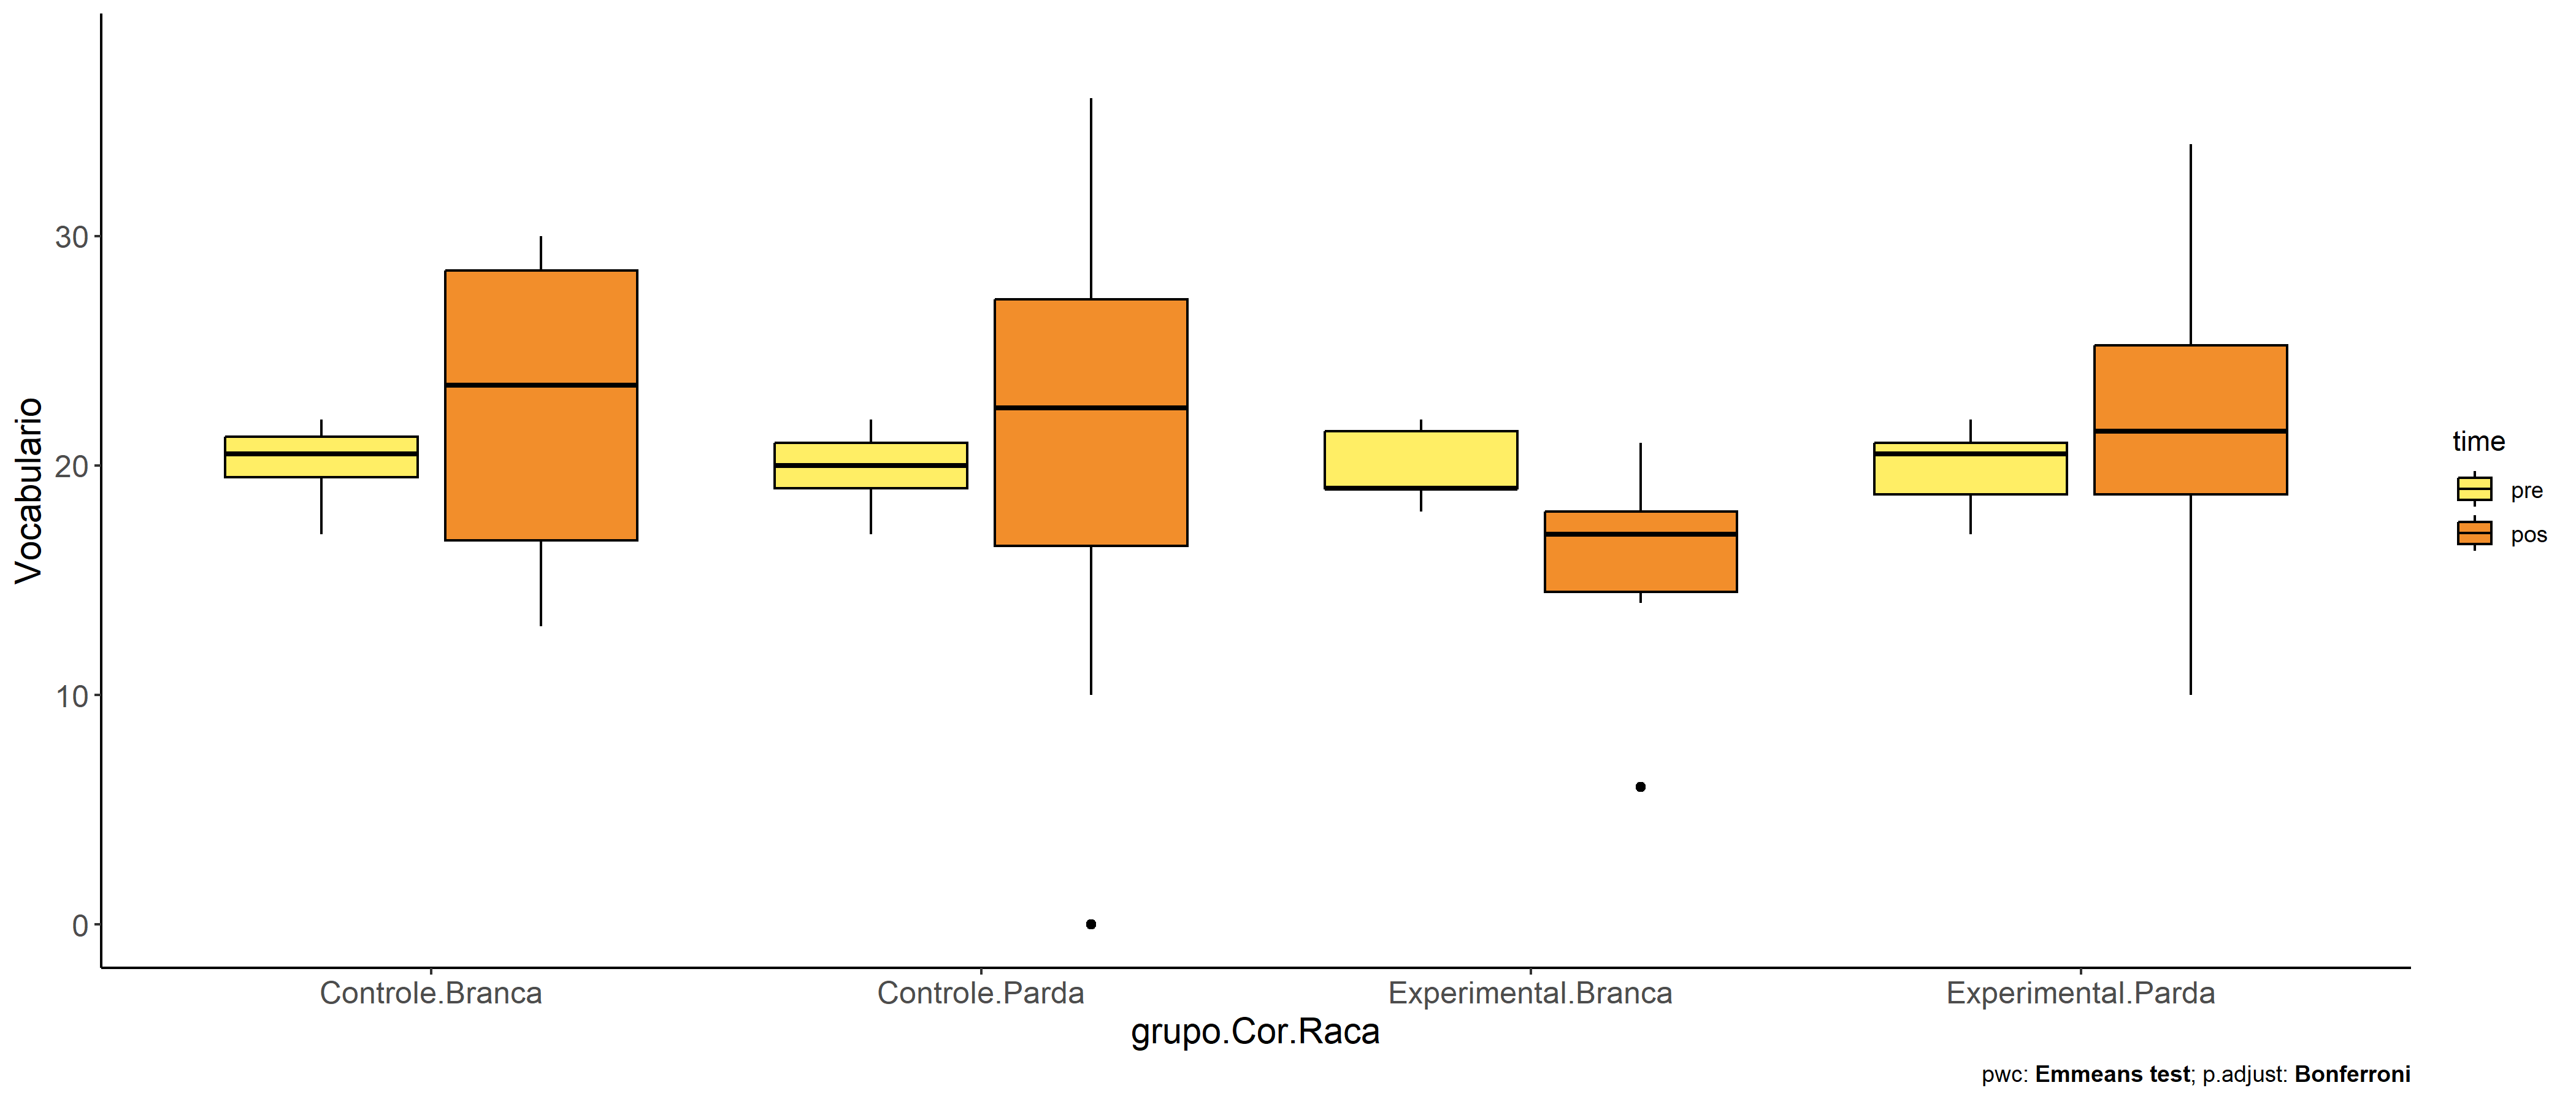 Vocabulario
30
20
10
0
Controle.Branca
Controle.Parda
Experimental.Branca
Experimental.Parda
grupo.Cor.Raca
time
pre
pos
pwc: Emmeans test; p.adjust: Bonferroni